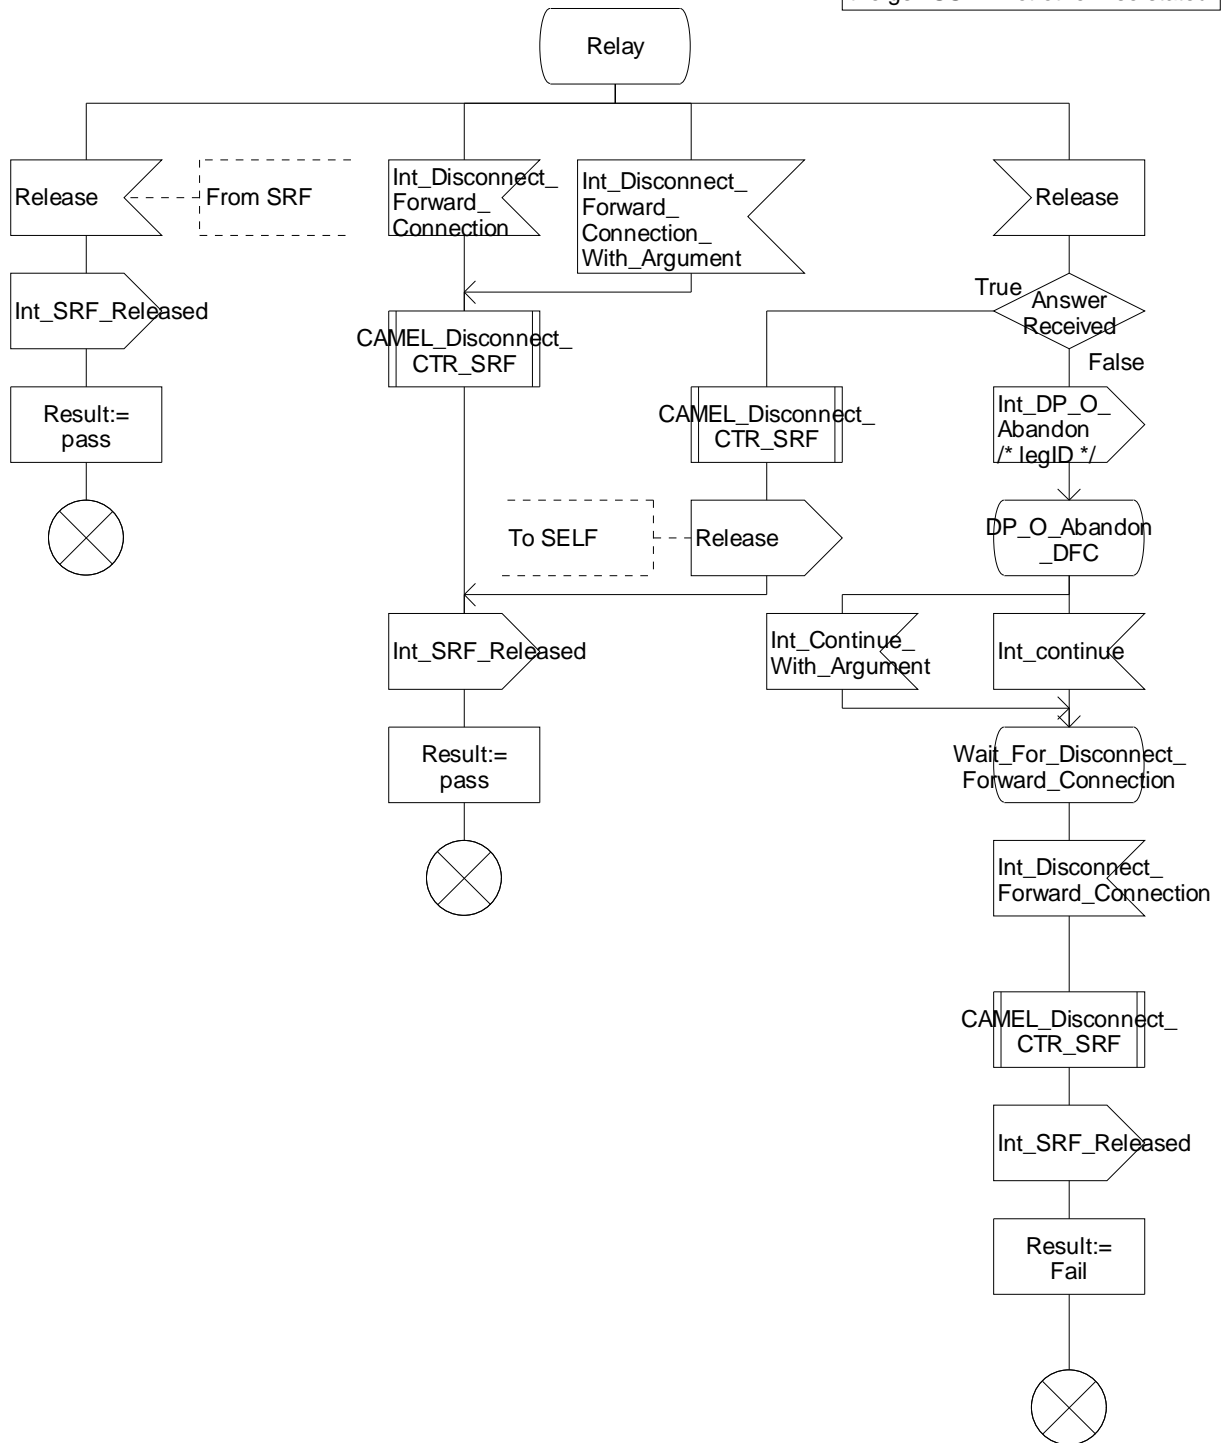 Relay
Release
From SRF
Int_Disconnect_
Forward_
Connection
Int_Disconnect_
Forward_
Connection_
With_Argument
Release
Int_SRF_Released
True
Answer
Received
False
CAMEL_Disconnect_
CTR_SRF
Result:=
pass
CAMEL_Disconnect_
CTR_SRF
Int_DP_O_
Abandon
/* legID */
To SELF
Release
DP_O_Abandon
_DFC
Int_SRF_Released
Int_Continue_
With_Argument
Int_continue
Result:=
pass
Wait_For_Disconnect_
Forward_Connection
Int_Disconnect_
Forward_Connection
CAMEL_Disconnect_
CTR_SRF
Int_SRF_Released
Result:=
Fail